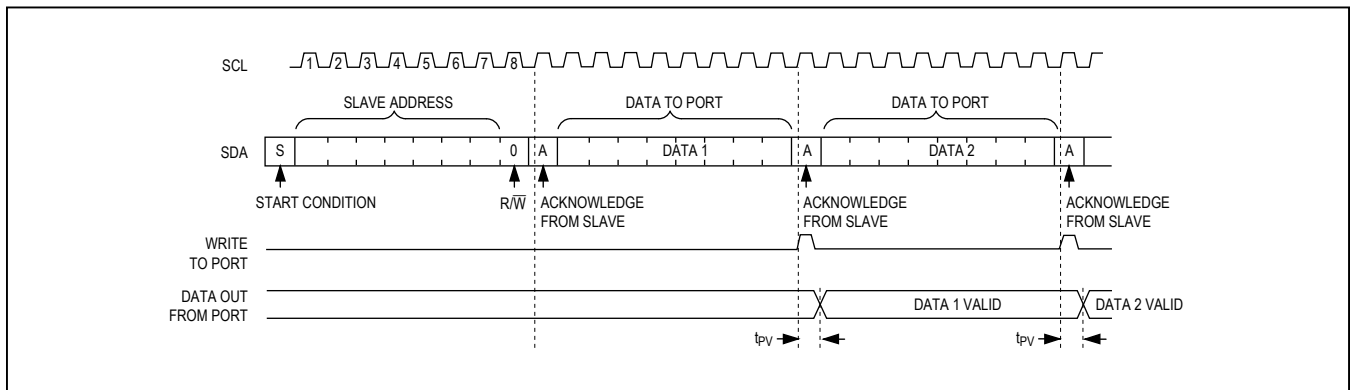 SCL 1 2 3 4 5 6 7 8
SLAVE ADDRESS DATA TO PORT DATA TO PORT
SDA S 0 A DATA 1 A DATA 2 A
START CONDITION R/W̅ ACKNOWLEDGE ACKNOWLEDGE ACKNOWLEDGE
FROM SLAVE FROM SLAVE FROM SLAVE
WRITE
TO PORT
DATA OUT
FROM PORT
DATA 1 VALID DATA 2 VALID
tPV tPV